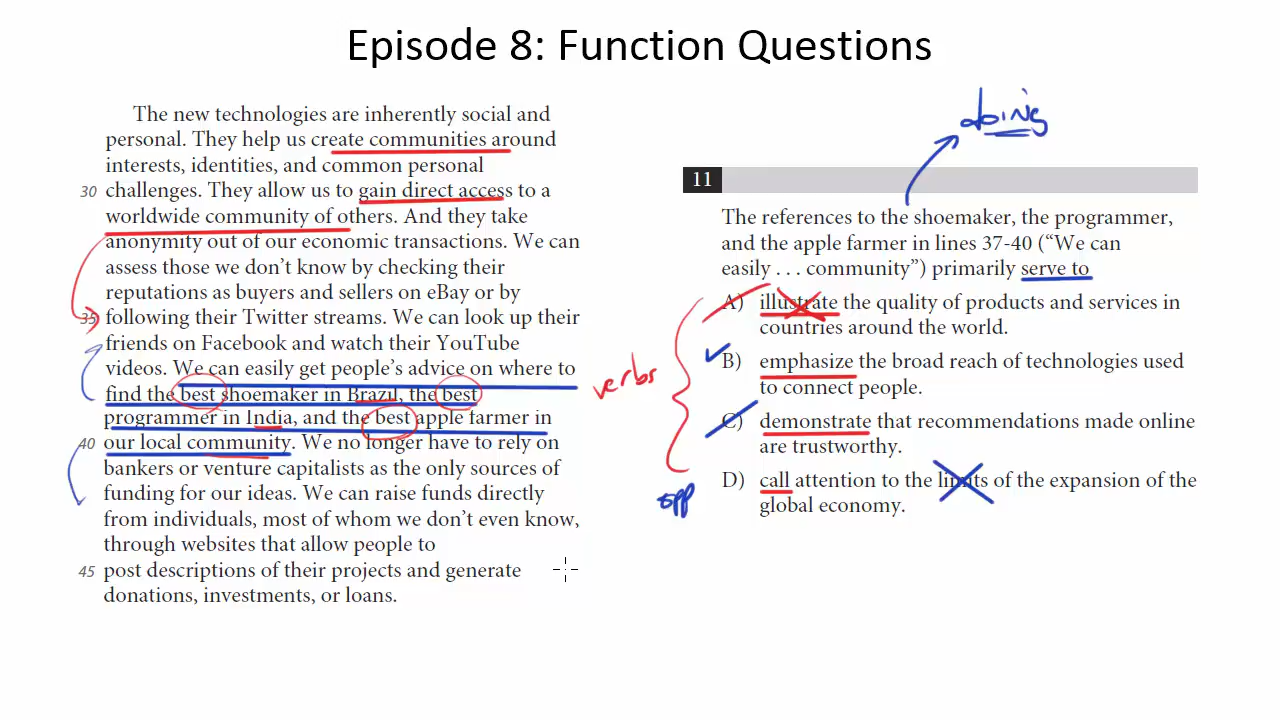 Episode 8: Function Questions
The new technologies are inherently social and
personal. They help us create communities around
interests, identities, and common personal
30 challenges. They allow us to gain direct access to a
worldwide community of others. And they take
anonymity out of our economic transactions. We can
assess those we don't know by checking their
reputations as buyers and sellers on eBay or by
35 following their Twitter streams. We can look up their
friends on Facebook and watch their YouTube
videos. We can easily get people's advice on where to
find the best shoemaker in Brazil, the best
programmer in India, and the best apple farmer in
40 our local community. We no longer have to rely on
bankers or venture capitalists as the only sources of
funding for our ideas. We can raise funds directly
from individuals, most of whom we don't even know,
through websites that allow people to
45 post descriptions of their projects and generate
donations, investments, or loans.
doing
11
The references to the shoemaker, the programmer,
and the apple farmer in lines 37-40 (“We can
easily . . . community”) primarily serve to
A) illustrate the quality of products and services in
countries around the world.
B) emphasize the broad reach of technologies used
to connect people.
C) demonstrate that recommendations made online
are trustworthy.
D) call attention to the limits of the expansion of the
global economy.
verbs
opp